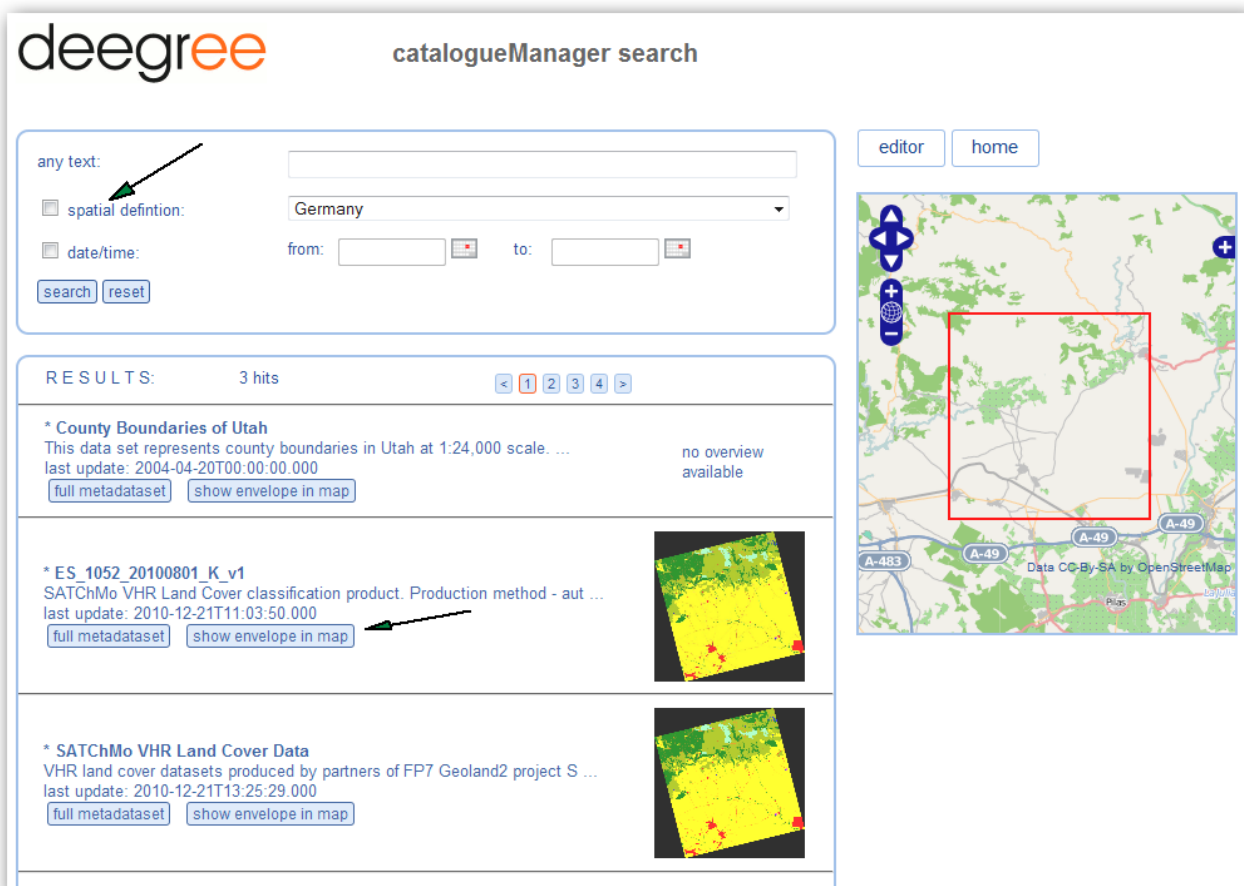 deegree
catalogueManager search
any text:
spatial defintion:
Germany
date/time:
from:
to:
search reset
editor home
R E S U L T S: 3 hits < 1 2 3 4 >
* County Boundaries of Utah
This data set represents county boundaries in Utah at 1:24,000 scale. ...
last update: 2004-04-20T00:00:00.000
full metadataset show envelope in map
no overview
available
* ES_1052_20100801_K_v1
SATChMo VHR Land Cover classification product. Production method - aut ...
last update: 2010-12-21T11:03:50.000
full metadataset show envelope in map
* SATChMo VHR Land Cover Data
VHR land cover datasets produced by partners of FP7 Geoland2 project S ...
last update: 2010-12-21T13:25:29.000
full metadataset show envelope in map
A-49
A-49
A-49
A-483
Data CC-By-SA by OpenStreetMap
Pilas